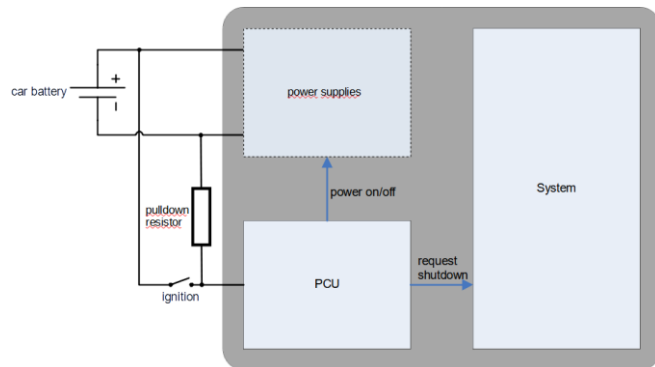 car battery
+
power supplies
power on/off
pulldown
resistor
System
ignition
PCU
request
shutdown